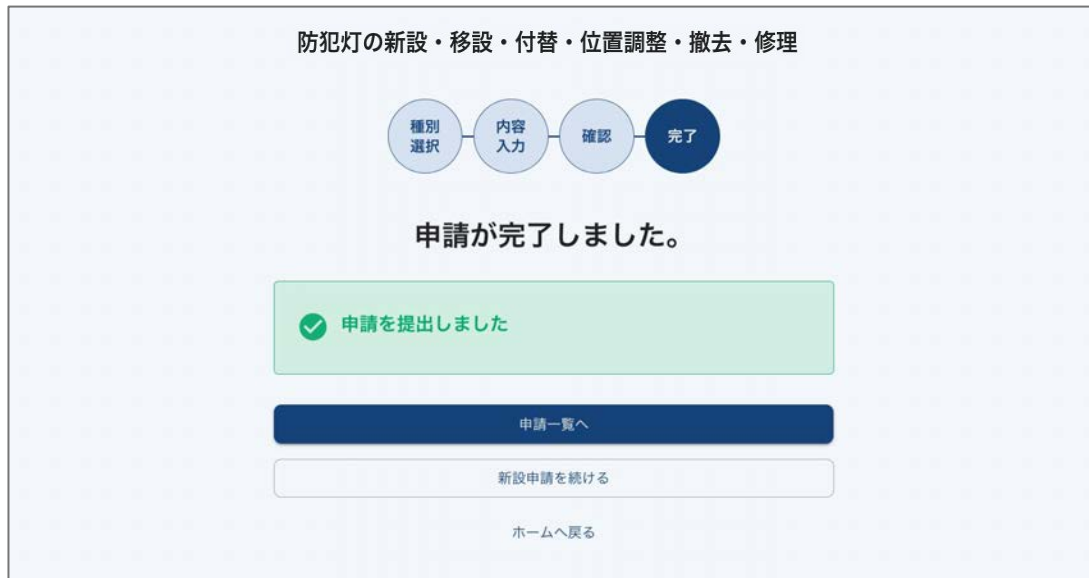 防犯灯の新設・移設・付替・位置調整・撤去・修理
種別
選択
内容
入力
確認
完了
申請が完了しました。
申請を提出しました
申請一覧へ
新設申請を続ける
ホームへ戻る